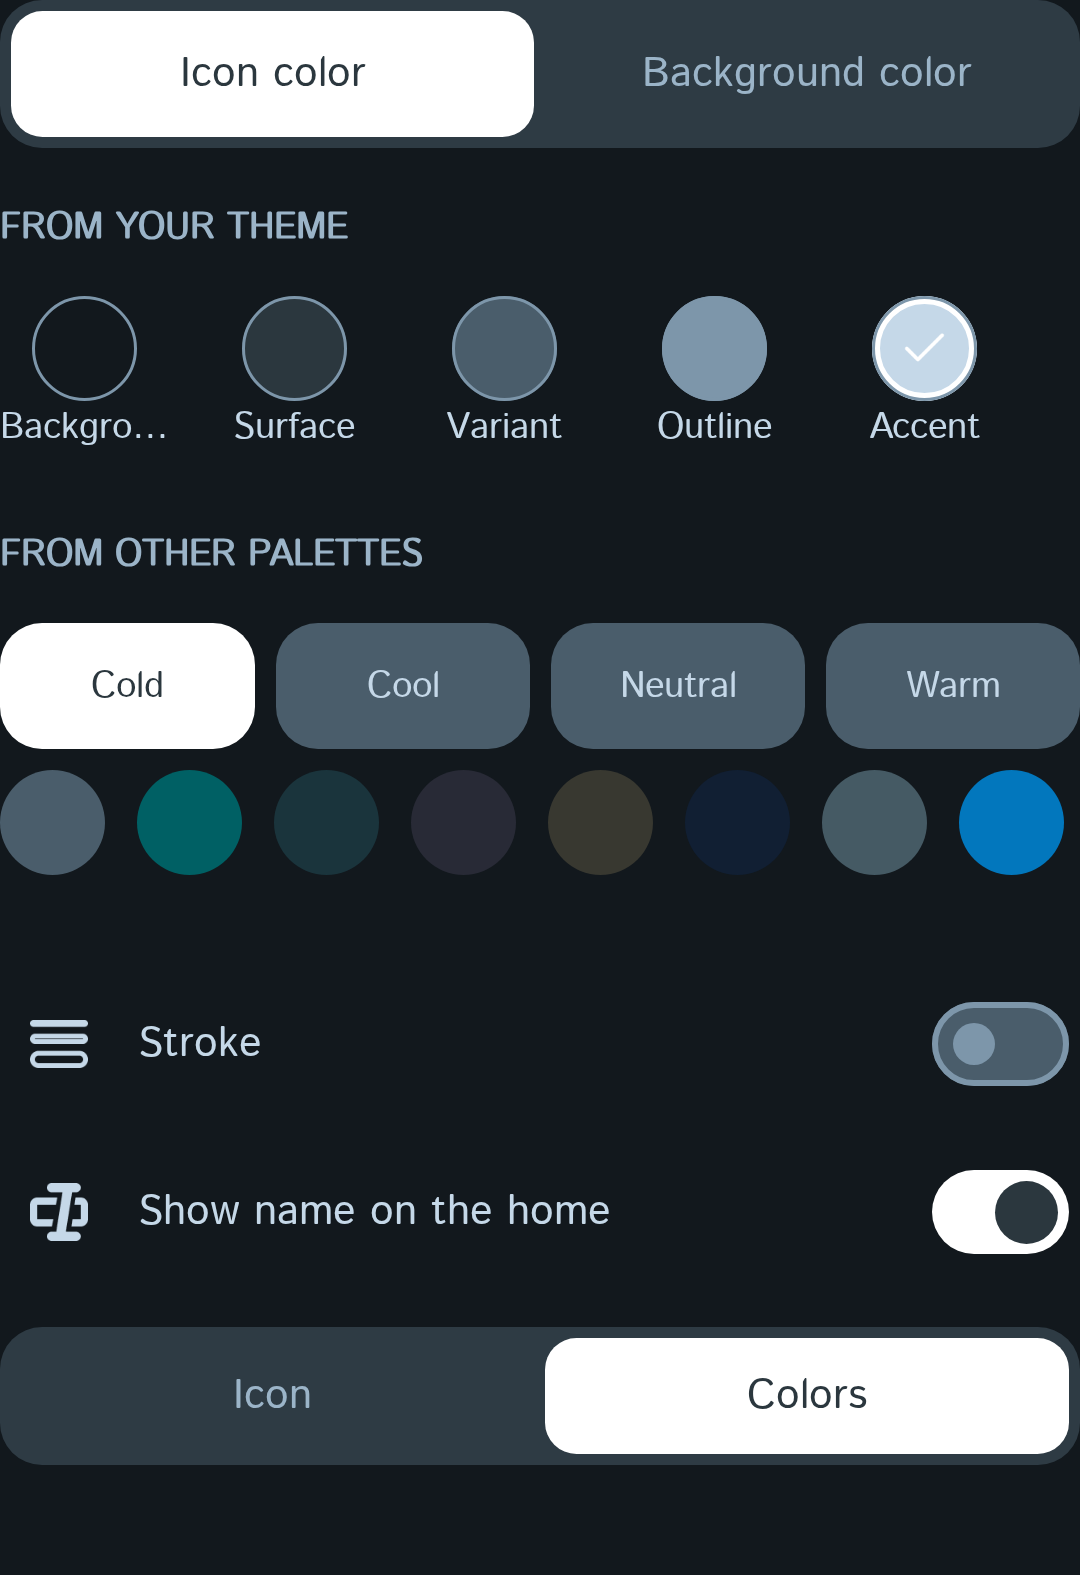 Icon color
Background color
FROM YOUR THEME
Backgro...
Surface
Variant
Outline
Accent
FROM OTHER PALETTES
Cold
Cool
Neutral
Warm
Stroke
Show name on the home
Icon
Colors